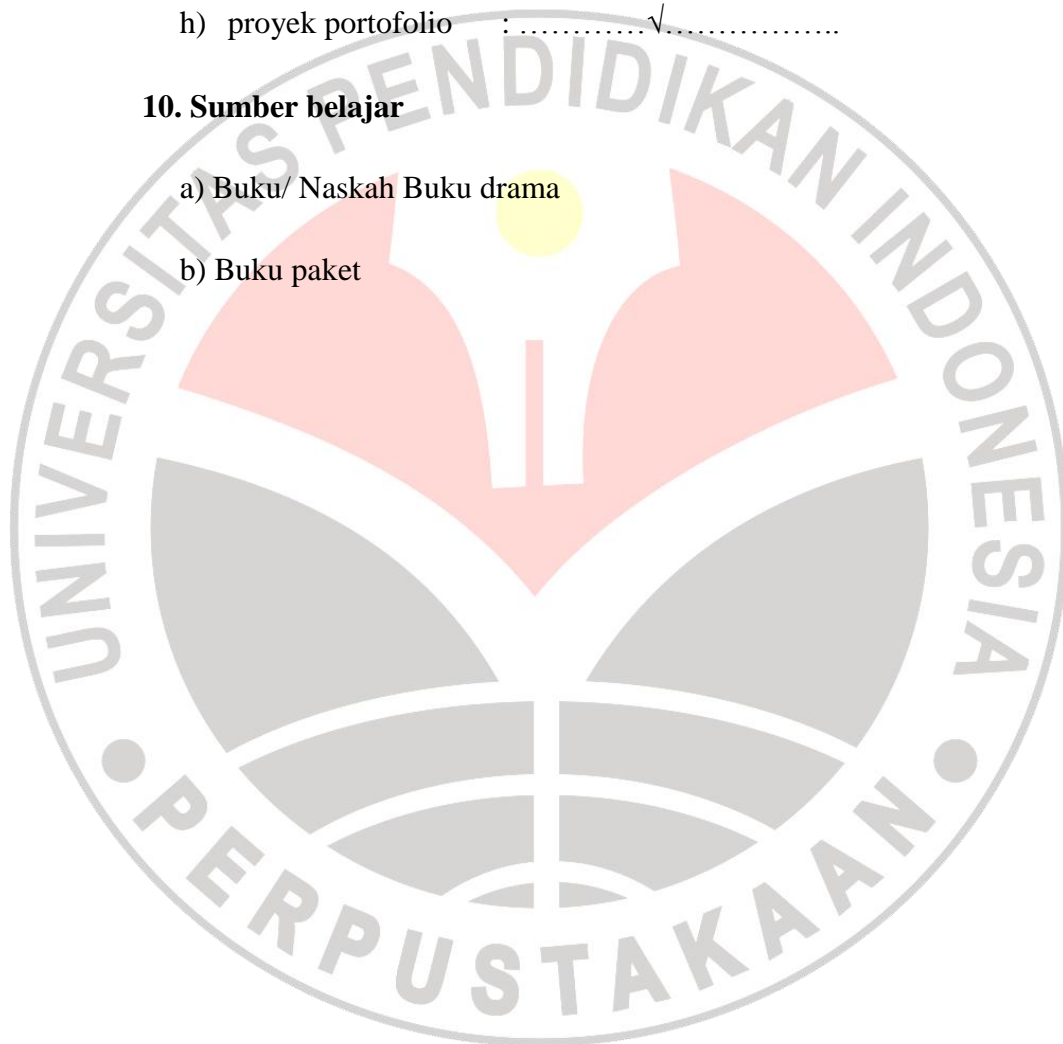 h) proyek portofolio : …………√…..…………..
10. Sumber belajar
a) Buku/ Naskah Buku drama
b) Buku paket
UNIVERSITAS PENDIDIKAN INDONESIA
PERPUSTAKAAN